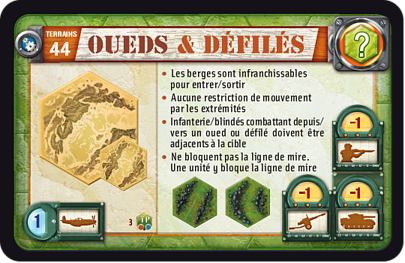 TERRAINS
44
OUEDS & DÉFILÉS
?
• Les berges sont infranchissables
pour entrer/sortir
• Aucune restriction de mouvement
par les extrémités
• Infanterie/blindés combattant depuis/
vers un oued ou défilé doivent être
adjacents à la cible
• Ne bloquent pas la ligne de mire.
Une unité y bloque la ligne de mire
-1
-1
-1
1
3